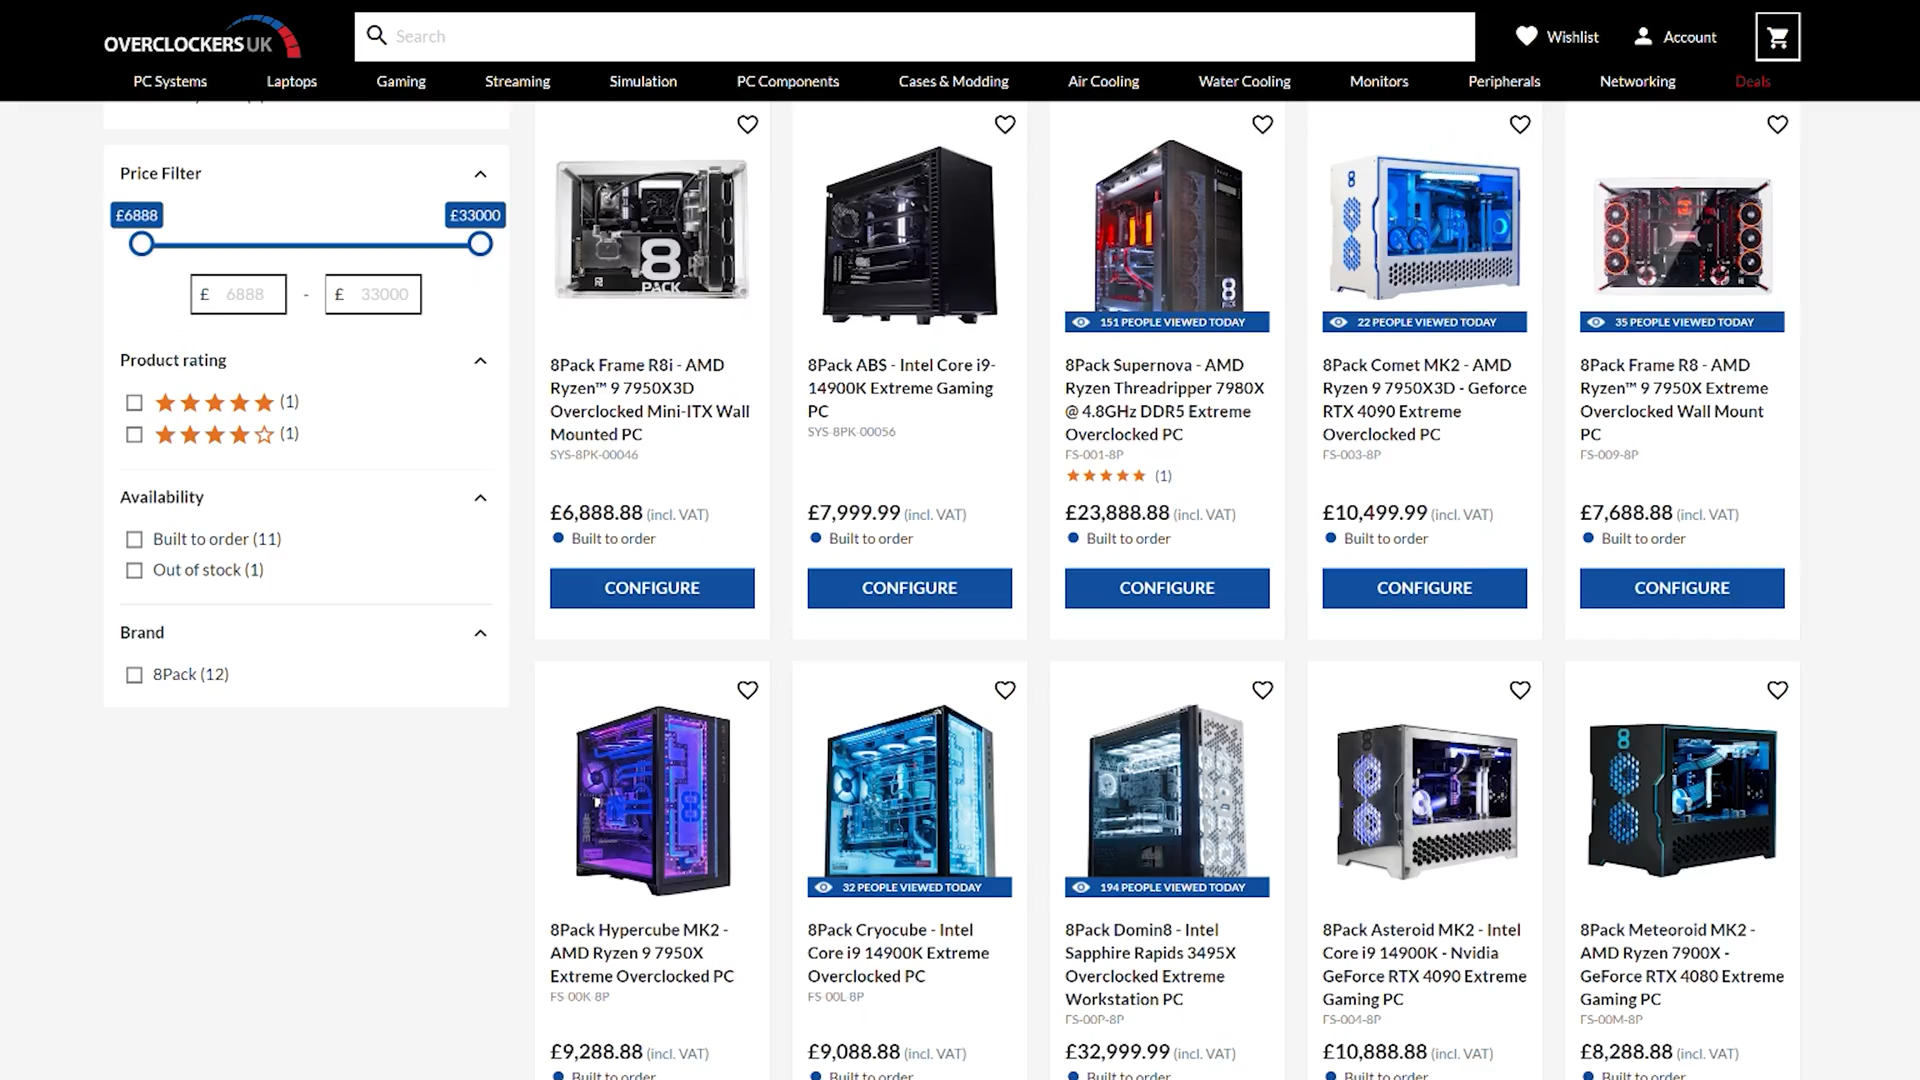 OVERCLOCKERS UK
Search
Wishlist
Account
PC Systems
Laptops
Gaming
Streaming
Simulation
PC Components
Cases & Modding
Air Cooling
Water Cooling
Monitors
Peripherals
Networking
Deals
Price Filter
£6888
£33000
£ 6888 - £ 33000
Product rating
(1)
(1)
Availability
Built to order (11)
Out of stock (1)
Brand
8Pack (12)
8
PACK
8Pack Frame R8i - AMD
Ryzen™ 9 7950X3D
Overclocked Mini-ITX Wall
Mounted PC
SYS-8PK-00046
£6,888.88 (incl. VAT)
Built to order
CONFIGURE
8Pack ABS - Intel Core i9-
14900K Extreme Gaming
PC
SYS-8PK-00056
£7,999.99 (incl. VAT)
Built to order
CONFIGURE
8
151 PEOPLE VIEWED TODAY
8Pack Supernova - AMD
Ryzen Threadripper 7980X
@ 4.8GHz DDR5 Extreme
Overclocked PC
FS-001-8P
(1)
£23,888.88 (incl. VAT)
Built to order
CONFIGURE
8
22 PEOPLE VIEWED TODAY
8Pack Comet MK2 - AMD
Ryzen 9 7950X3D - Geforce
RTX 4090 Extreme
Overclocked PC
FS-003-8P
£10,499.99 (incl. VAT)
Built to order
CONFIGURE
35 PEOPLE VIEWED TODAY
8Pack Frame R8 - AMD
Ryzen™ 9 7950X Extreme
Overclocked Wall Mount
PC
FS-009-8P
£7,688.88 (incl. VAT)
Built to order
CONFIGURE
8
8Pack Hypercube MK2 -
AMD Ryzen 9 7950X
Extreme Overclocked PC
FS-00K-8P
£9,288.88 (incl. VAT)
Built to order
32 PEOPLE VIEWED TODAY
8Pack Cryocube - Intel
Core i9 14900K Extreme
Overclocked PC
FS-00L-8P
£9,088.88 (incl. VAT)
Built to order
194 PEOPLE VIEWED TODAY
8Pack Domin8 - Intel
Sapphire Rapids 3495X
Overclocked Extreme
Workstation PC
FS-00P-8P
£32,999.99 (incl. VAT)
Built to order
8
8Pack Asteroid MK2 - Intel
Core i9 14900K - Nvidia
GeForce RTX 4090 Extreme
Gaming PC
FS-004-8P
£10,888.88 (incl. VAT)
Built to order
8
8Pack Meteoroid MK2 -
AMD Ryzen 7900X -
GeForce RTX 4080 Extreme
Gaming PC
FS-00M-8P
£8,288.88 (incl. VAT)
Built to order